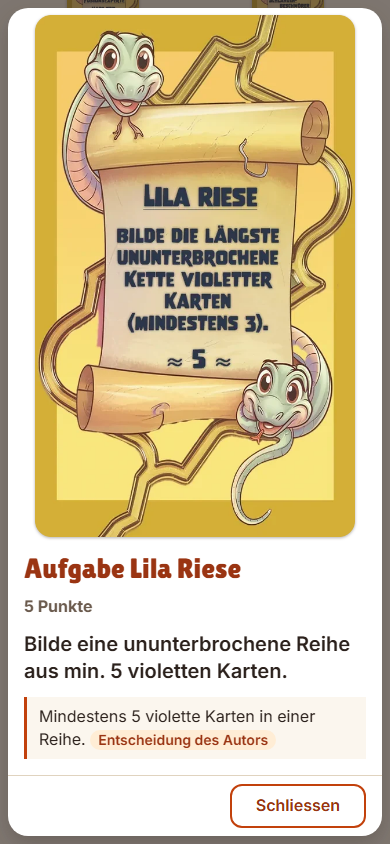 LILA RIESE
BILDE DIE LÄNGSTE
UNUNTERBROCHENE
KETTE VIOLETTER
KARTEN
(MINDESTENS 3).
≈ 5 ≈
Aufgabe Lila Riese
5 Punkte
Bilde eine ununterbrochene Reihe
aus min. 5 violetten Karten.
Mindestens 5 violette Karten in einer
Reihe. Entscheidung des Autors
Schliessen